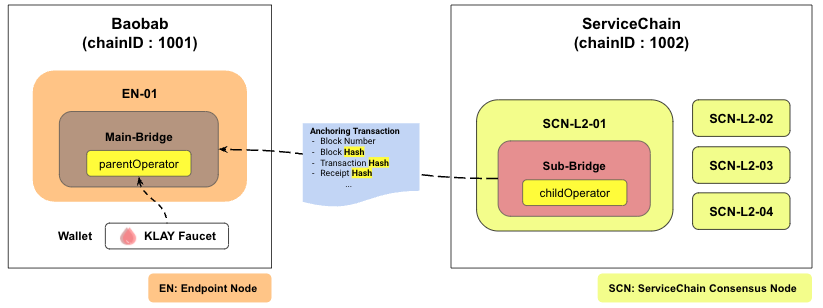 Baobab
(chainID : 1001)
EN-01
Main-Bridge
parentOperator
Wallet
KLAY Faucet
EN: Endpoint Node
Anchoring Transaction
- Block Number
- Block Hash
- Transaction Hash
- Receipt Hash
...
ServiceChain
(chainID : 1002)
SCN-L2-01
Sub-Bridge
childOperator
SCN-L2-02
SCN-L2-03
SCN-L2-04
SCN: ServiceChain Consensus Node